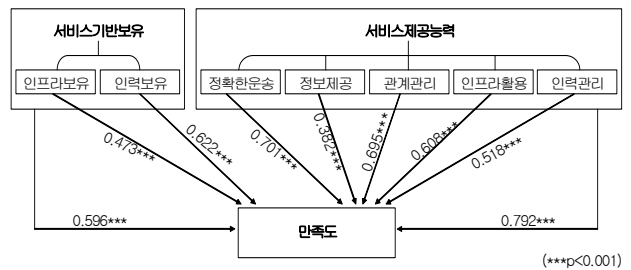 서비스기반보유 서비스제공능력
인프라보유 인력보유 정확한운송 정보제공 관계관리 인프라활용 인력관리
0.473*** 0.622*** 0.701*** 0.382*** 0.695*** 0.608*** 0.518***
0.596*** 만족도 0.792***
(***p<0.001)